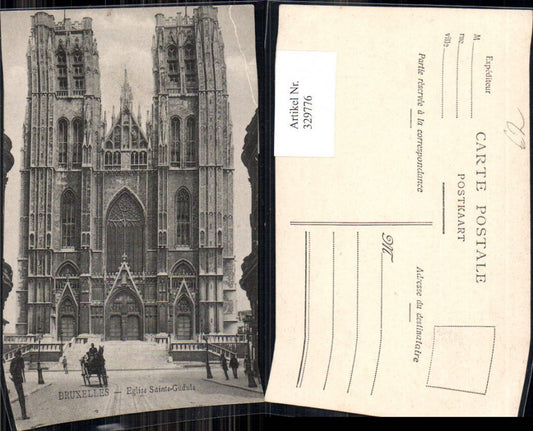 BRUXELLES — Eglise Sainte-Gudule
Artikel Nr.
329776
M
rue
ville
Expéditeur
Partie réservée à la correspondance
CARTE POSTALE
POSTKAART
M
Adresse du destinataire